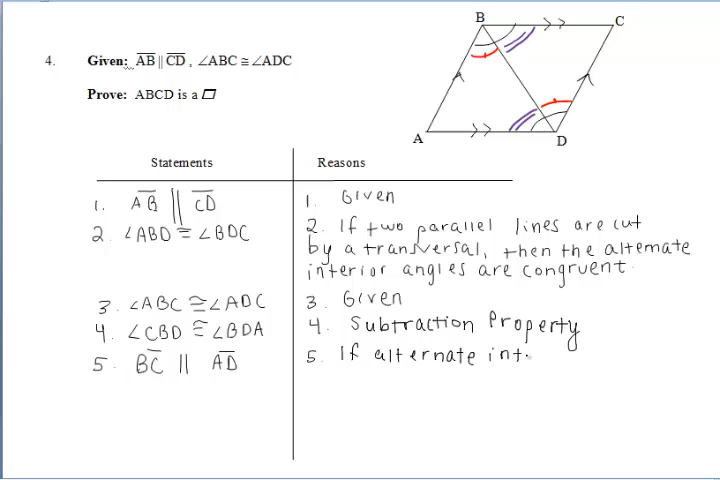 B
C
4. Given: AB || CD, ∠ABC ≅ ∠ADC
Prove: ABCD is a ▱
A
D
Statements Reasons
1. AB || CD 1. Given
2. ∠ABD ≅ ∠BDC 2. If two parallel lines are cut
by a transversal, then the alternate
interior angles are congruent.
3. ∠ABC ≅ ∠ADC 3. Given
4. ∠CBD ≅ ∠BDA 4. Subtraction Property
5. BC || AD 5. If alternate int.